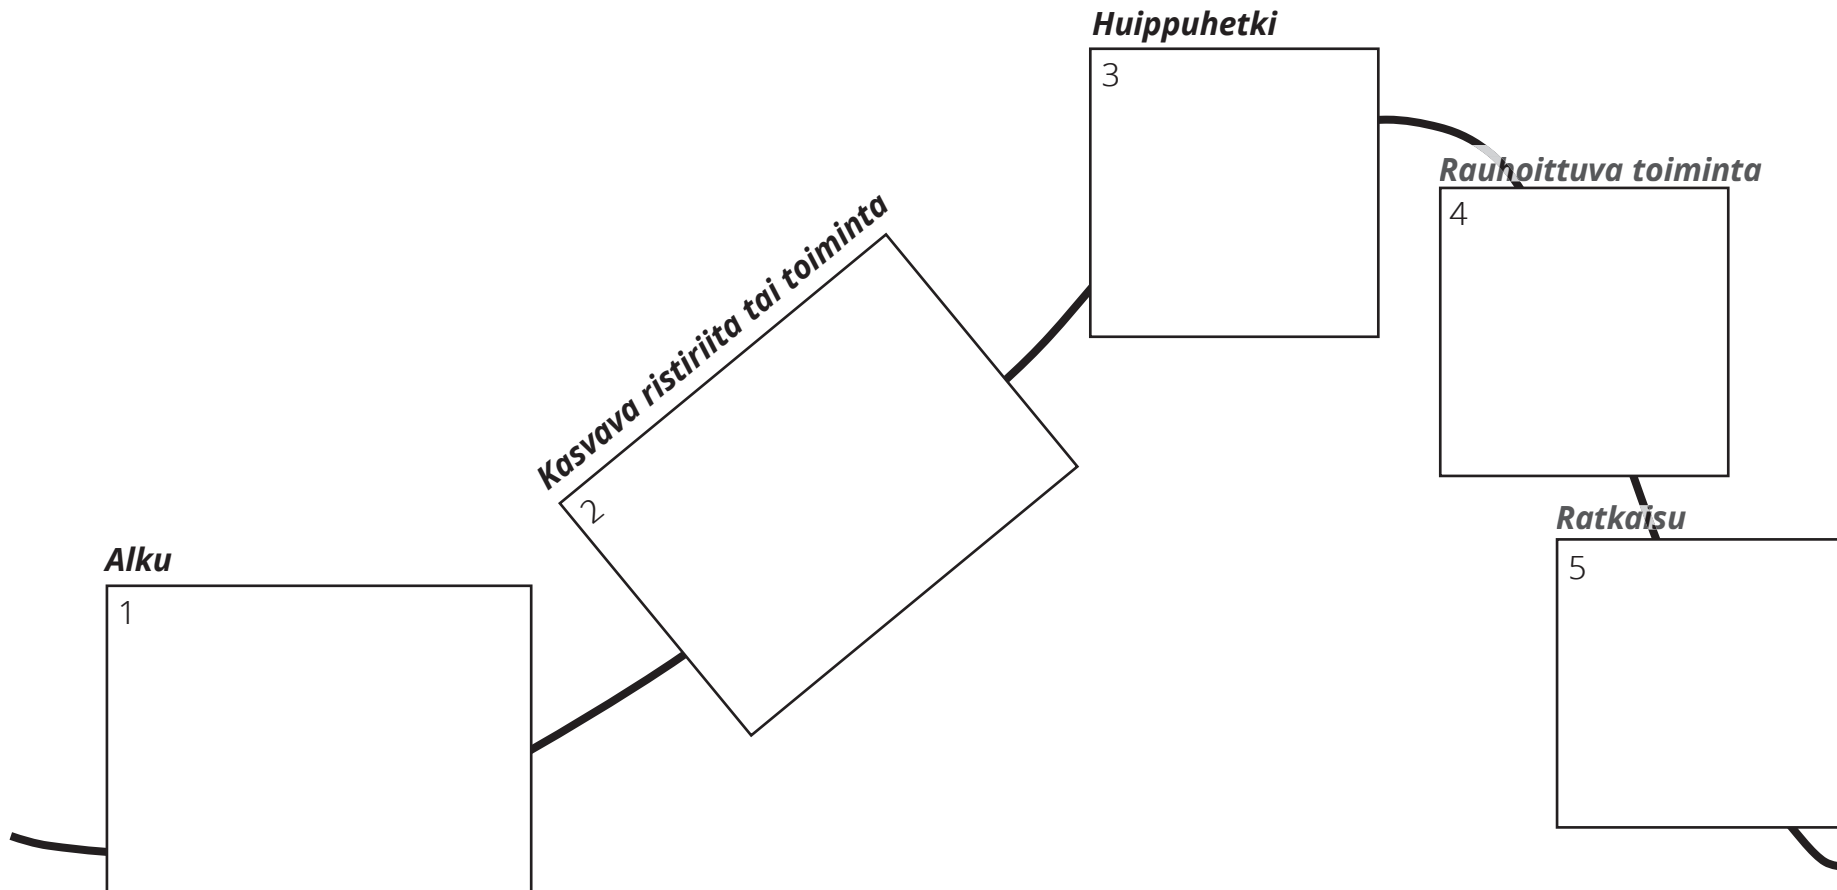 Alku
1
Kasvava ristiriita tai toiminta
2
Huippuhetki
3
Rauhoittuva toiminta
4
Ratkaisu
5